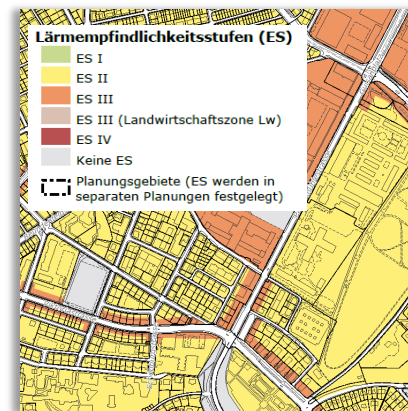 Lärmempfindlichkeitsstufen (ES)
ES I
ES II
ES III
ES III (Landwirtschaftszone Lw)
ES IV
Keine ES
Planungsgebiete (ES werden in
separaten Planungen festgelegt)